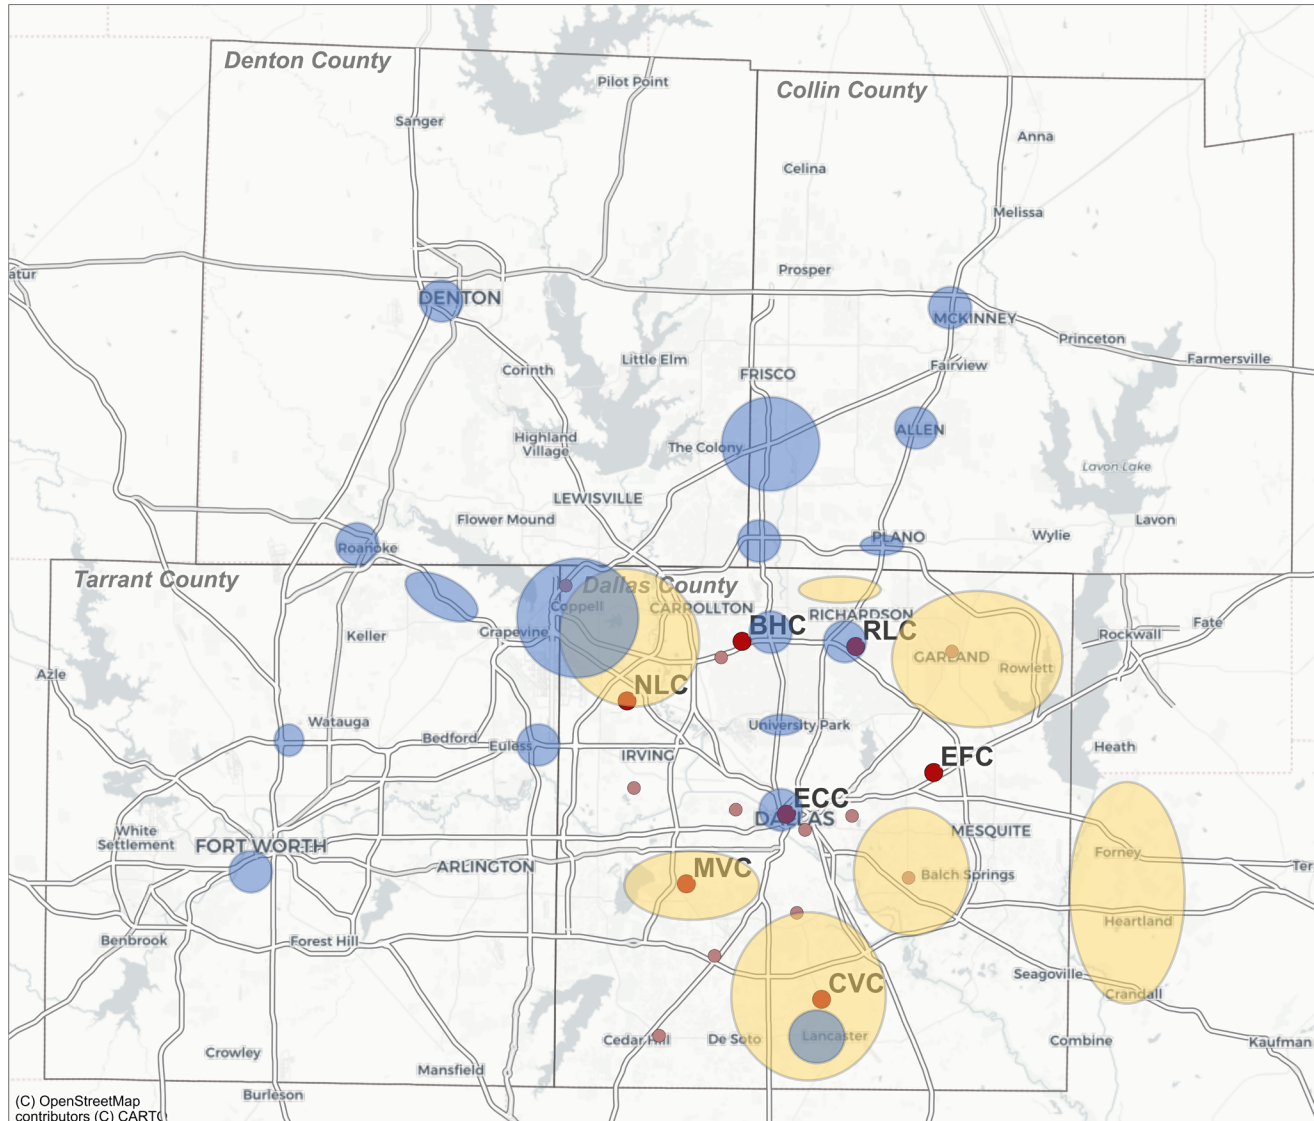 Denton County
Pilot Point
Collin County
Sanger
Anna
Celina
Melissa
Prosper
atur
DENTON
MCKINNEY
Princeton
Little Elm
Farmersville
Corinth
Fairview
FRISCO
ALLEN
Highland
Village
The Colony
Lavon Lake
LEWISVILLE
Flower Mound
Lavon
PLANO
Wylie
Roanoke
Tarrant County
Dallas County
Coppell
CARROLLTON
RICHARDSON
BHC
RLC
Fate
Keller
Grapevine
Rockwall
GARLAND
Rowlett
Azle
NLC
Watauga
University Park
Bedford
Euless
IRVING
Heath
EFC
ECC
DALLAS
White
Settlement
MESQUITE
FORT WORTH
Forney
ARLINGTON
MVC
Balch Springs
Ter
Heartland
Benbrook
Forest Hill
Seagoville
CVC
Crandall
Cedar Hill
De Soto
Lancaster
Combine
Kaufman
Crowley
Mansfield
Burleson
(C) OpenStreetMap
contributors (C) CARTO